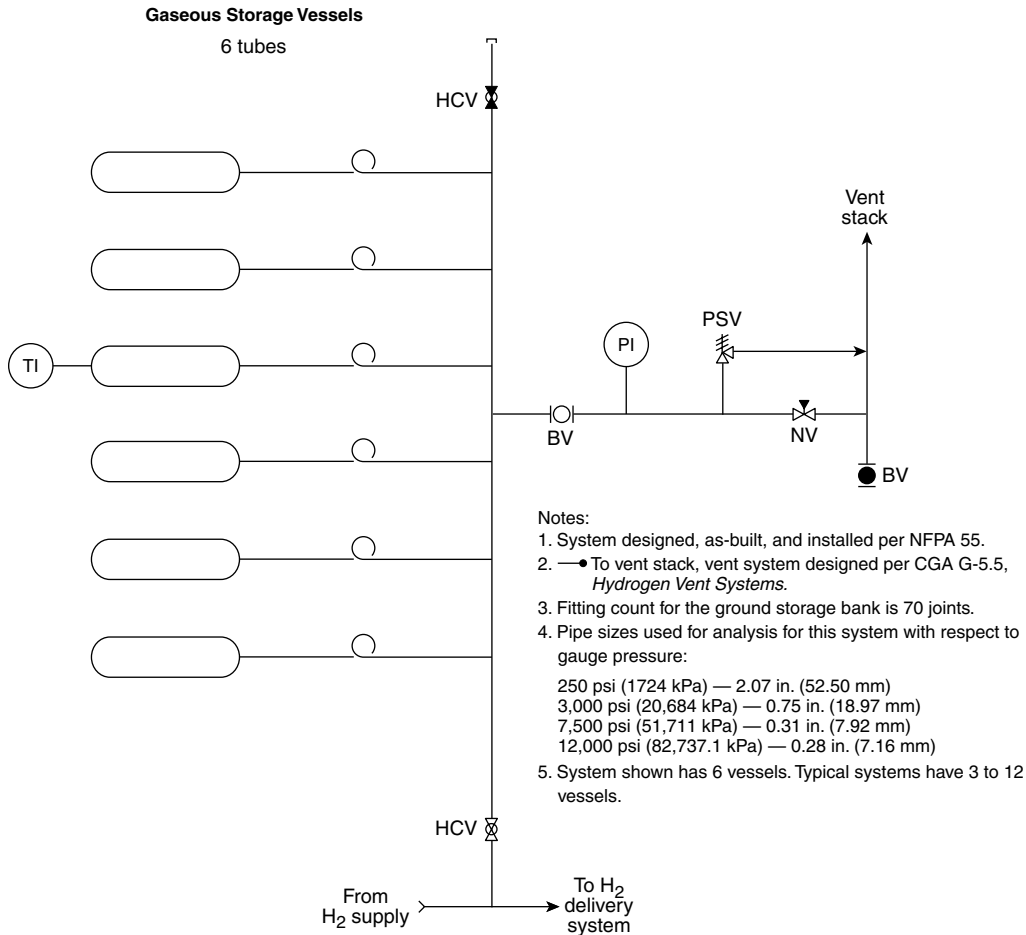 Gaseous Storage Vessels
6 tubes
HCV
Vent
stack
PSV
PI
TI
BV
NV
BV
Notes:
1. System designed, as-built, and installed per NFPA 55.
2. To vent stack, vent system designed per CGA G-5.5,
Hydrogen Vent Systems.
3. Fitting count for the ground storage bank is 70 joints.
4. Pipe sizes used for analysis for this system with respect to
gauge pressure:
250 psi (1724 kPa) — 2.07 in. (52.50 mm)
3,000 psi (20,684 kPa) — 0.75 in. (18.97 mm)
7,500 psi (51,711 kPa) — 0.31 in. (7.92 mm)
12,000 psi (82,737.1 kPa) — 0.28 in. (7.16 mm)
5. System shown has 6 vessels. Typical systems have 3 to 12
vessels.
HCV
From
H₂ supply
To H₂
delivery
system